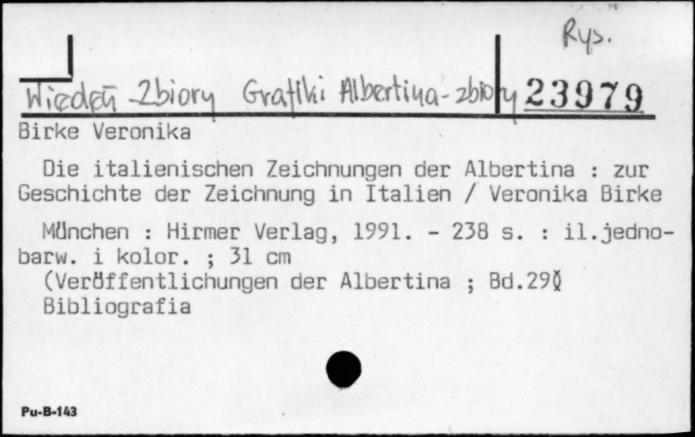 Rys.
Wiedeń Zbiory Grafiki Albertina-zbiory 23979
Birke Veronika
Die italienischen Zeichnungen der Albertina : zur
Geschichte der Zeichnung in Italien / Veronika Birke
München : Hirmer Verlag, 1991. - 238 s. : il.jedno-
barw. i kolor. ; 31 cm
(Veröffentlichungen der Albertina ; Bd.29)
Bibliografia
Pu-B-143